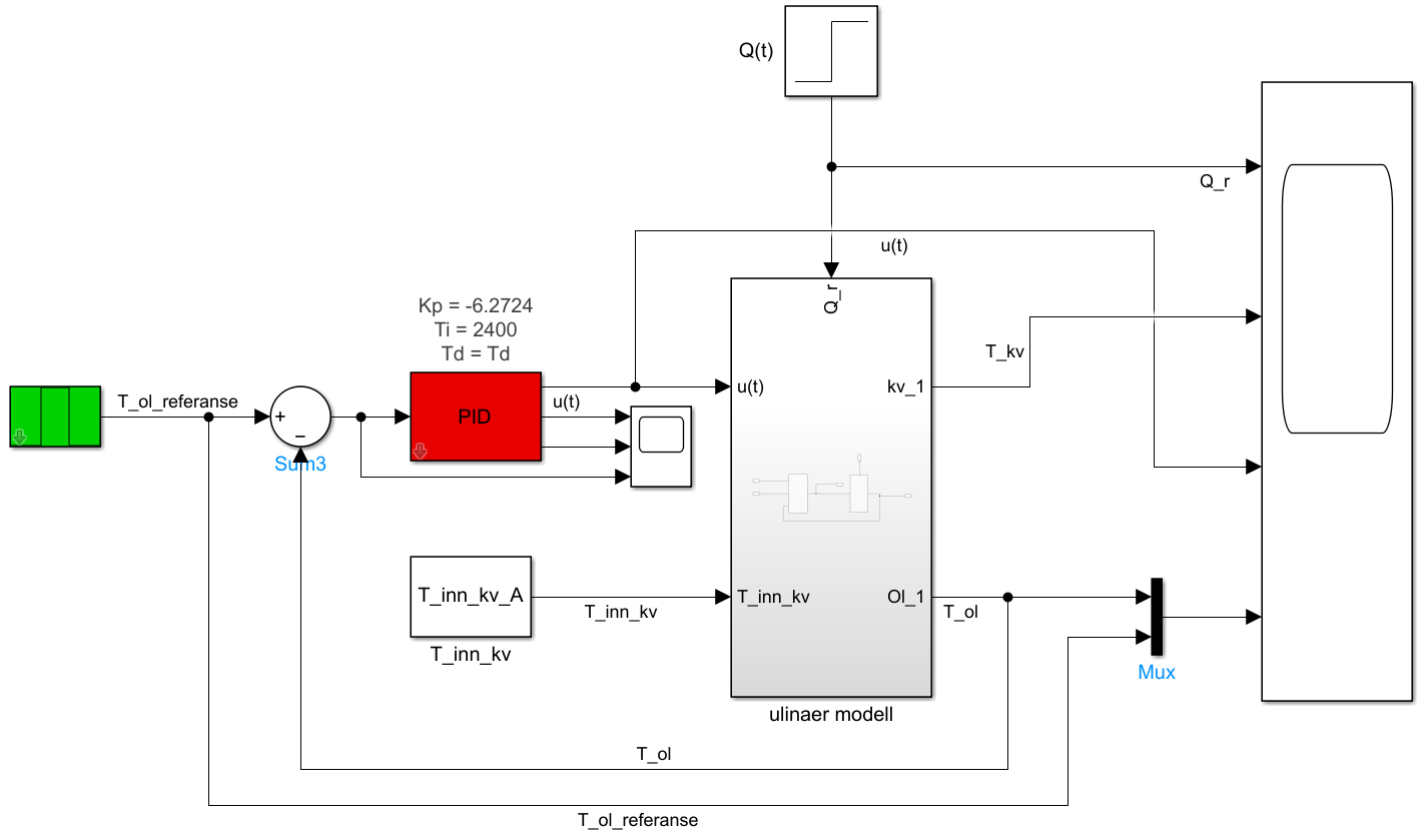 Q(t)
Q_r
u(t)
Q_r
Kp = -6.2724
Ti = 2400
Td = Td
T_kv
T_ol_referanse
+
−
Sum3
PID
u(t)
u(t)
kv_1
T_inn_kv_A
T_inn_kv
T_inn_kv
T_inn_kv
Ol_1
T_ol
Mux
ulinaer modell
T_ol
T_ol_referanse